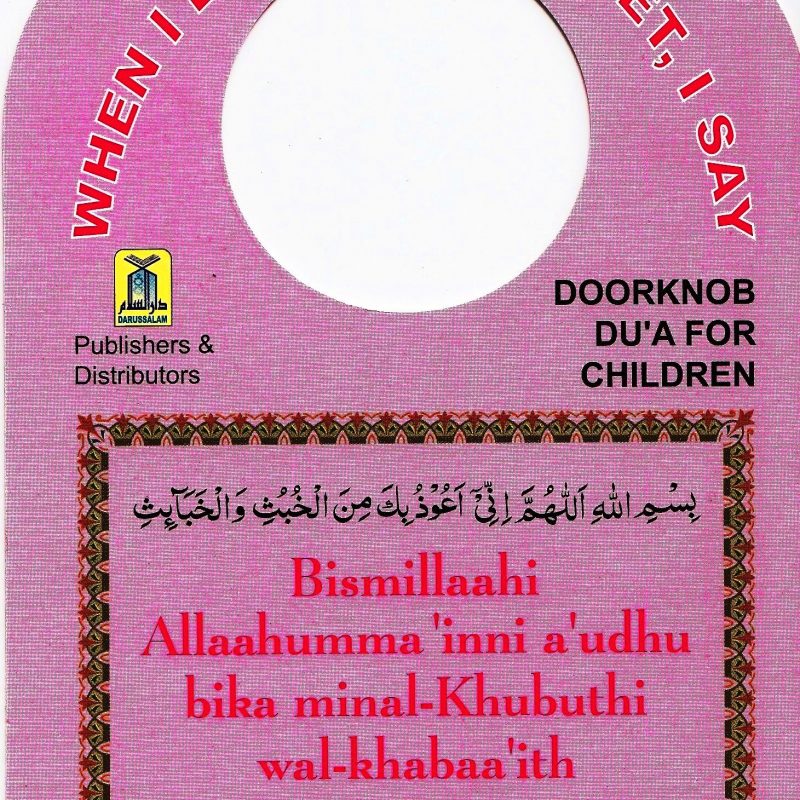 WHEN I
ET, I SAY
دار السلام
DARUSSALAM
Publishers &
Distributors
DOORKNOB
DU'A FOR
CHILDREN
بِسْمِ اللهِ اَللّٰهُمَّ اِنِّيْٓ اَعُوْذُ بِكَ مِنَ الْخُبُثِ وَالْخَبَآئِثِ
Bismillaahi
Allaahumma 'inni a'udhu
bika minal-Khubuthi
wal-khabaa'ith